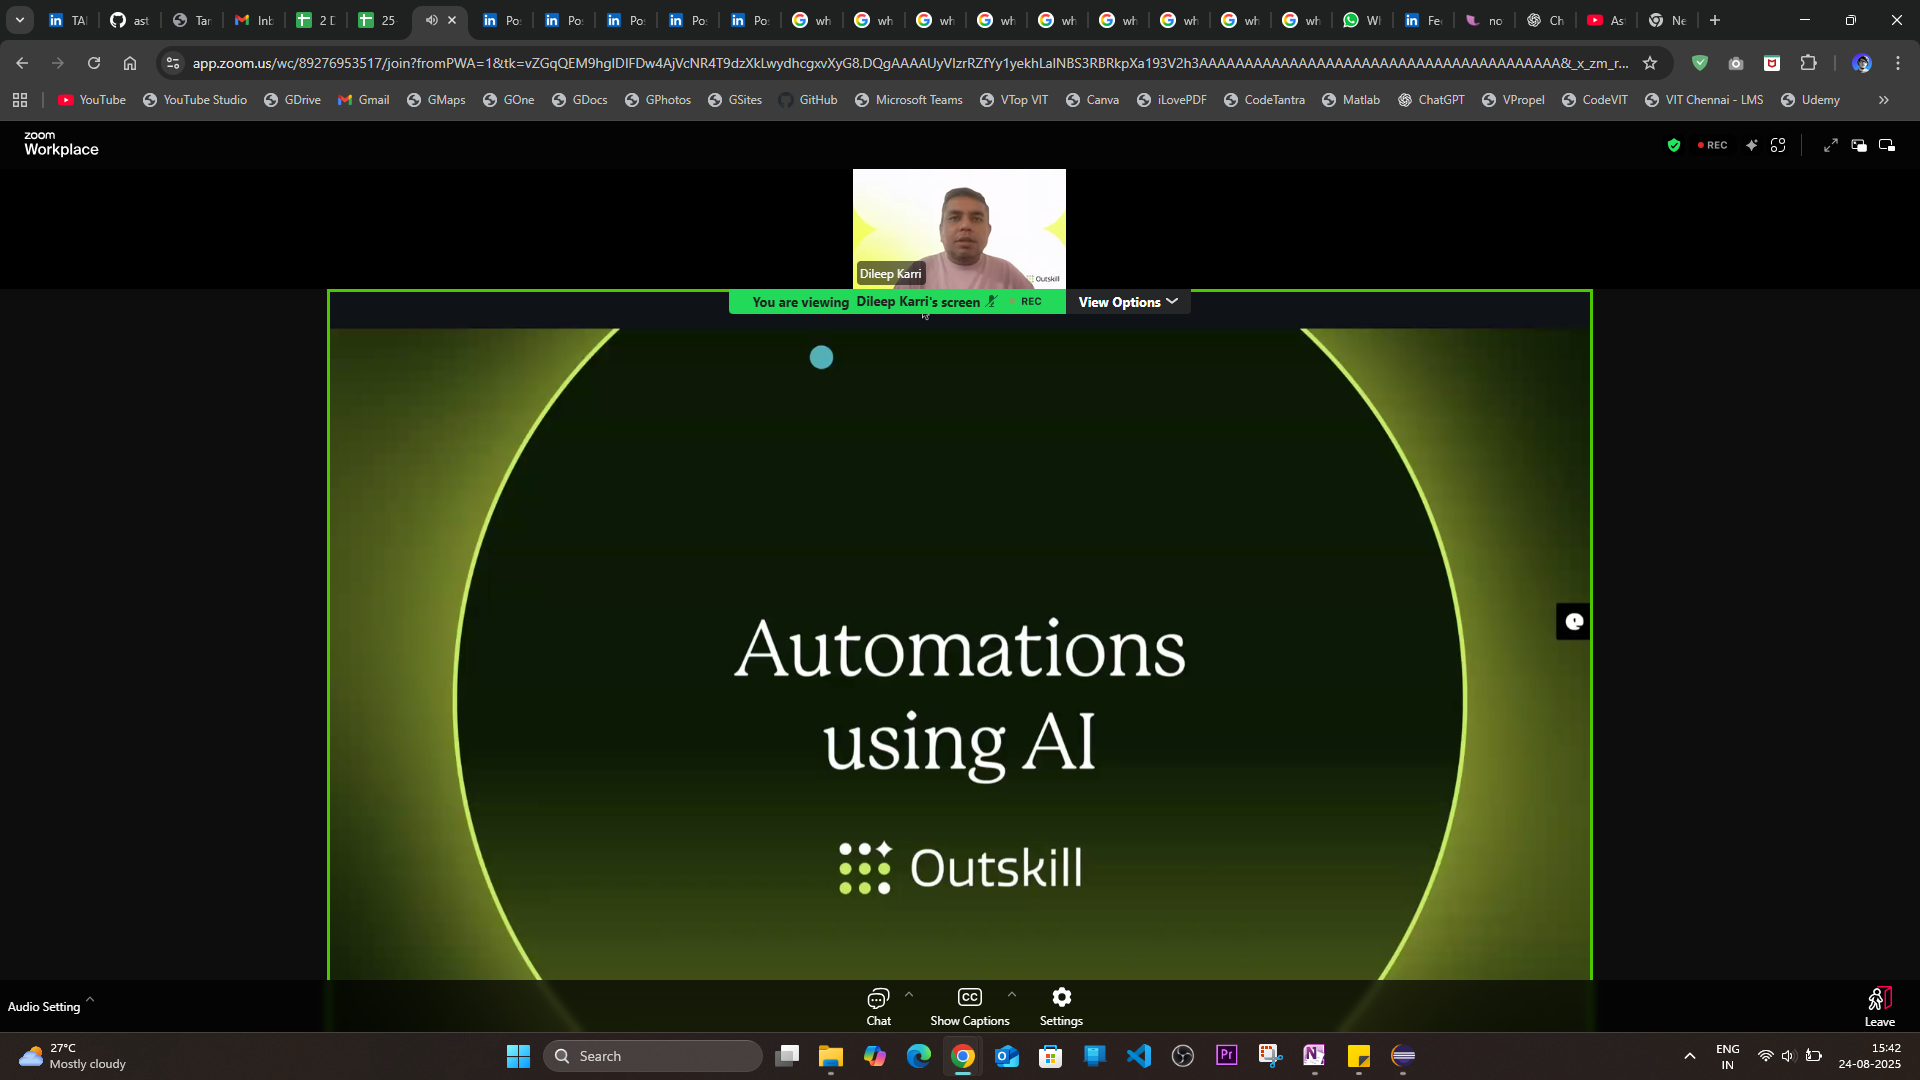 TAI
ast
Tar
Inb
2 D
25-
Po
Po
Po
Po
Po
wh
wh
wh
wh
wh
wh
wh
wh
wh
Wh
Fee
no
Ch
As
Ne
app.zoom.us/wc/89276953517/join?fromPWA=1&tk=
YouTube
YouTube Studio
GDrive
Gmail
GMaps
GOne
GDocs
GPhotos
GSites
GitHub
Microsoft Teams
VTop VIT
Canva
iLovePDF
CodeTantra
Matlab
ChatGPT
VPropel
CodeVIT
VIT Chennai - LMS
Udemy
zoom
Workplace
REC
Dileep Karri
Outskill
You are viewing Dileep Karri's screen
REC
View Options
Automations
using AI
Outskill
Audio Setting
Chat
CC
Show Captions
Settings
Leave
27°C
Mostly cloudy
Search
Pr
N
ENG
IN
15:42
24-08-2025